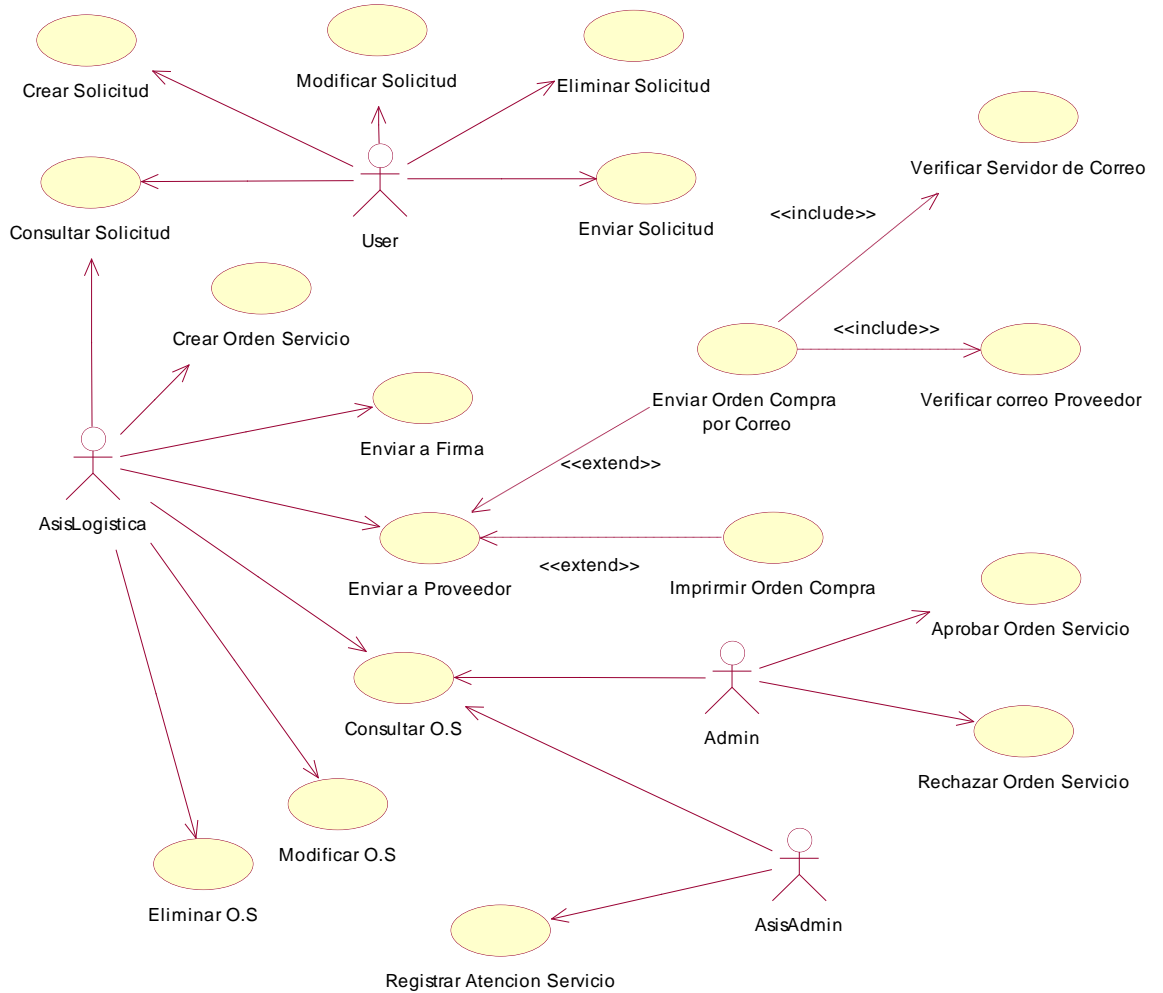 Crear Solicitud
Modificar Solicitud
Eliminar Solicitud
Verificar Servidor de Correo
<<include>>
Consultar Solicitud
User
Enviar Solicitud
Crear Orden Servicio
<<include>>
Enviar Orden Compra
por Correo
Verificar correo Proveedor
Enviar a Firma
<<extend>>
AsisLogistica
<<extend>>
Enviar a Proveedor
Imprirmir Orden Compra
Aprobar Orden Servicio
Consultar O.S
Admin
Rechazar Orden Servicio
Modificar O.S
Eliminar O.S
AsisAdmin
Registrar Atencion Servicio